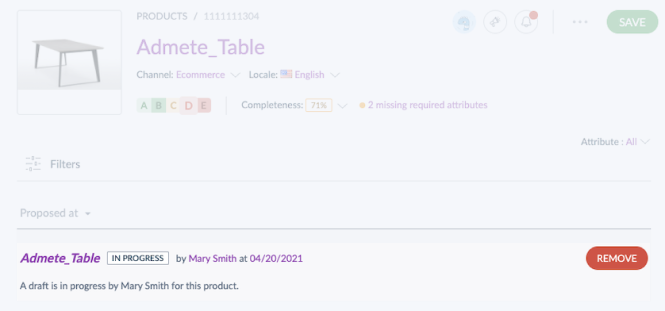 PRODUCTS / 1111111304
Admete_Table
SAVE
Channel: Ecommerce Locale: English
A B C D E Completeness: 71% 2 missing required attributes
Attribute : All
Filters
Proposed at
Admete_Table IN PROGRESS by Mary Smith at 04/20/2021 REMOVE
A draft is in progress by Mary Smith for this product.